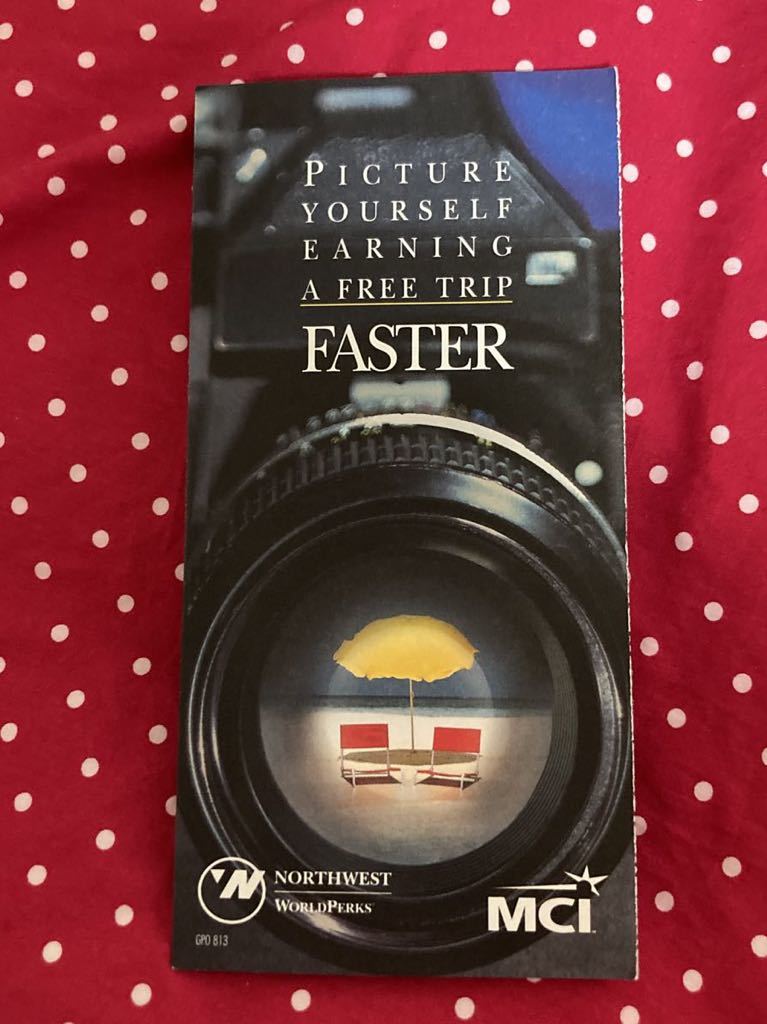 PICTURE
YOURSELF
EARNING
A FREE TRIP
FASTER
NORTHWEST
WORLDPERKS
MCI
GPO 813